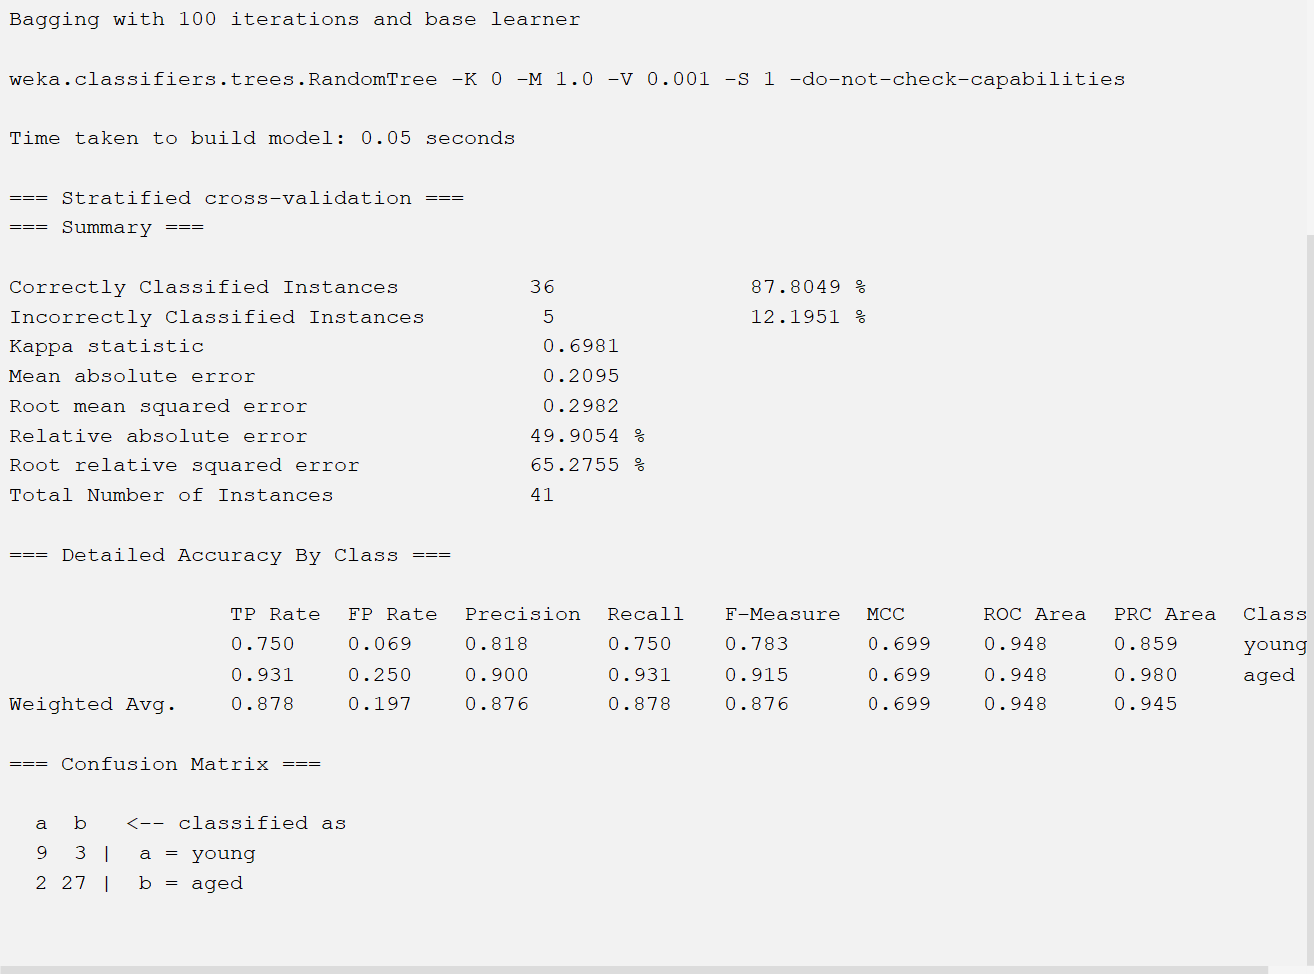 Bagging with 100 iterations and base learner
weka.classifiers.trees.RandomTree -K 0 -M 1.0 -V 0.001 -S 1 -do-not-check-capabilities
Time taken to build model: 0.05 seconds
=== Stratified cross-validation ===
=== Summary ===
Correctly Classified Instances 36 87.8049 %
Incorrectly Classified Instances 5 12.1951 %
Kappa statistic 0.6981
Mean absolute error 0.2095
Root mean squared error 0.2982
Relative absolute error 49.9054 %
Root relative squared error 65.2755 %
Total Number of Instances 41
=== Detailed Accuracy By Class ===
TP Rate FP Rate Precision Recall F-Measure MCC ROC Area PRC Area Class
0.750 0.069 0.818 0.750 0.783 0.699 0.948 0.859 young
0.931 0.250 0.900 0.931 0.915 0.699 0.948 0.980 aged
Weighted Avg. 0.878 0.197 0.876 0.878 0.876 0.699 0.948 0.945
=== Confusion Matrix ===
a b <-- classified as
9 3 | a = young
2 27 | b = aged